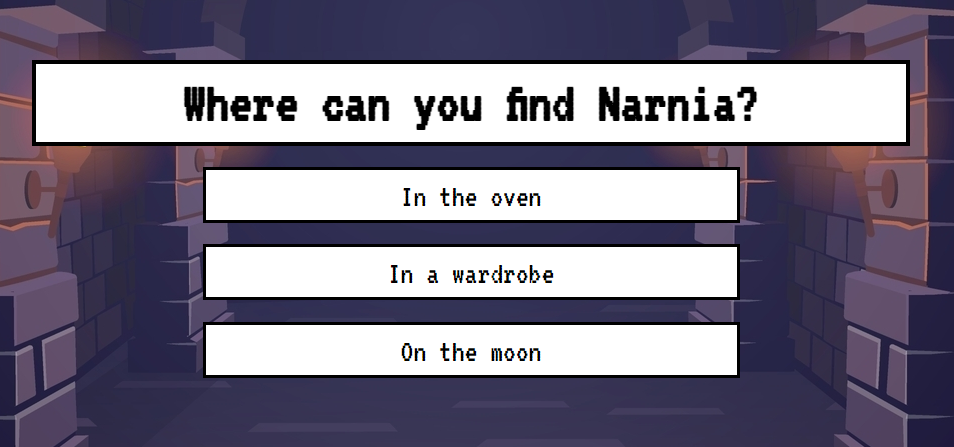 Where can you find Narnia?
In the oven
In a wardrobe
On the moon